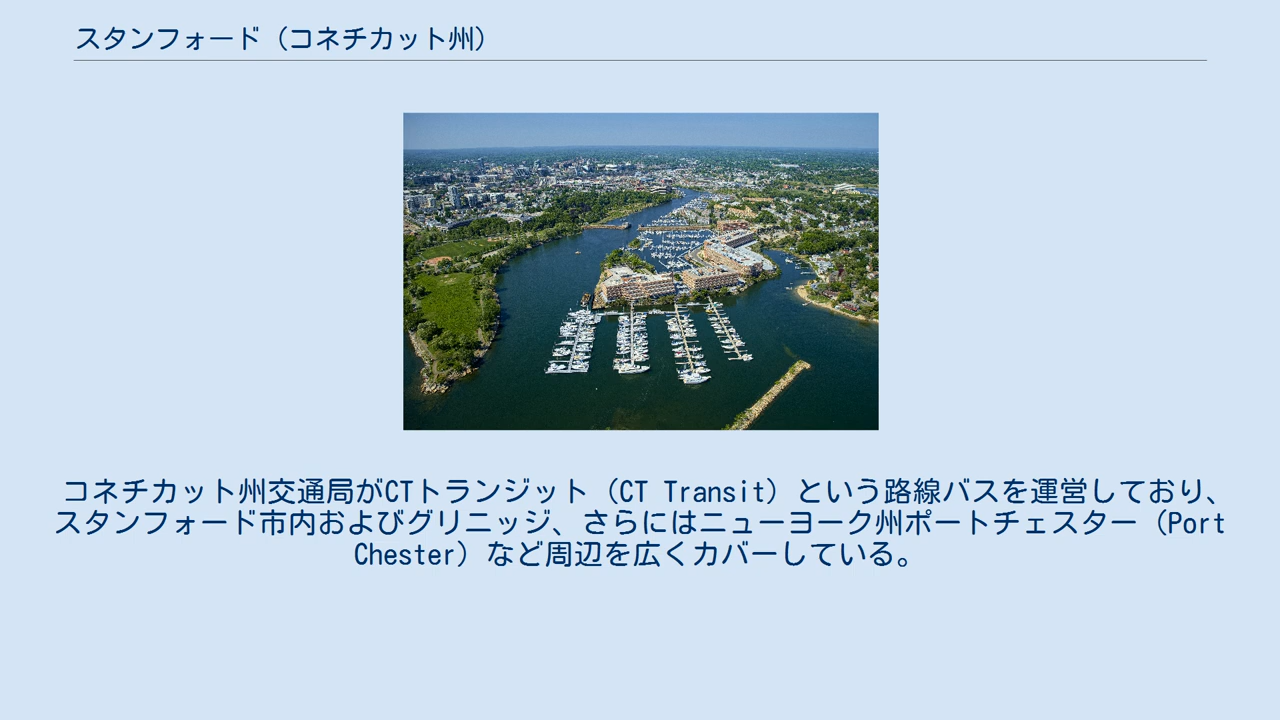 スタンフォード（コネチカット州）
コネチカット州交通局がCTトランジット（CT Transit）という路線バスを運営しており、
スタンフォード市内およびグリニッジ、さらにはニューヨーク州ポートチェスター（Port
Chester）など周辺を広くカバーしている。